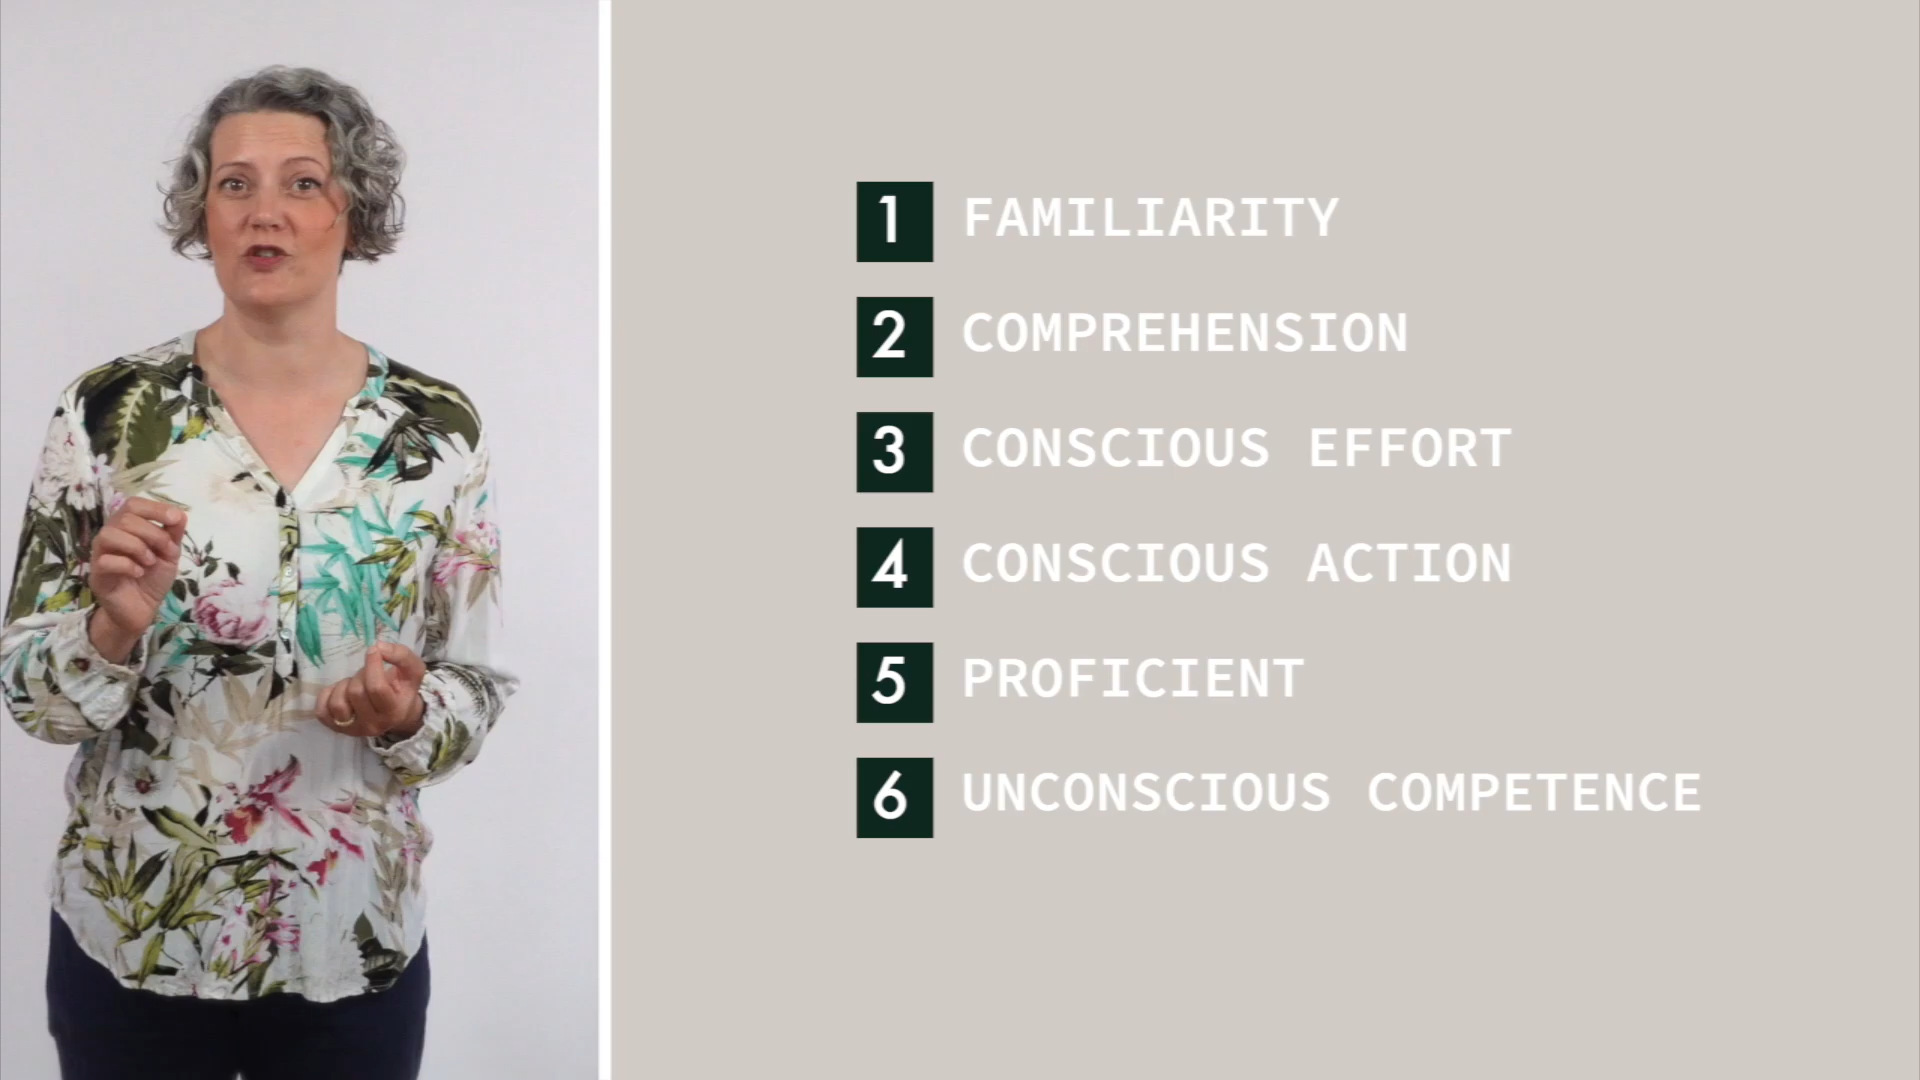 1 FAMILIARITY
2 COMPREHENSION
3 CONSCIOUS EFFORT
4 CONSCIOUS ACTION
5 PROFICIENT
6 UNCONSCIOUS COMPETENCE